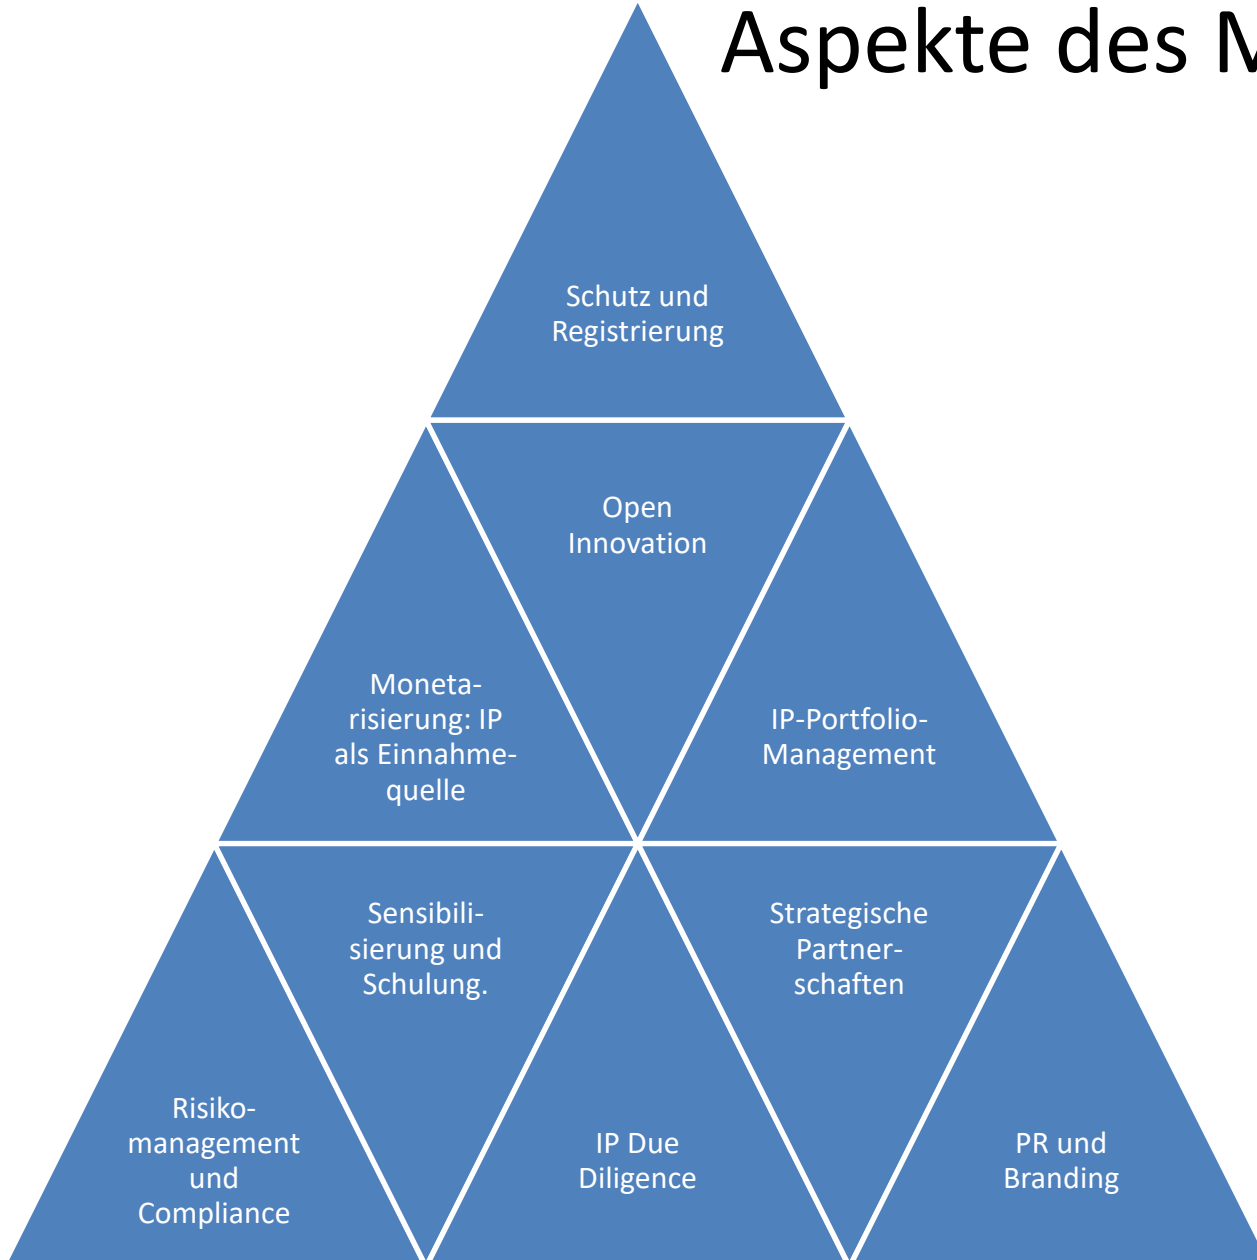 Aspekte des M
Schutz und
Registrierung
Open
Innovation
Moneta-
risierung: IP
als Einnahme-
quelle
IP-Portfolio-
Management
Sensibili-
sierung und
Schulung.
Strategische
Partner-
schaften
Risiko-
management
und
Compliance
IP Due
Diligence
PR und
Branding